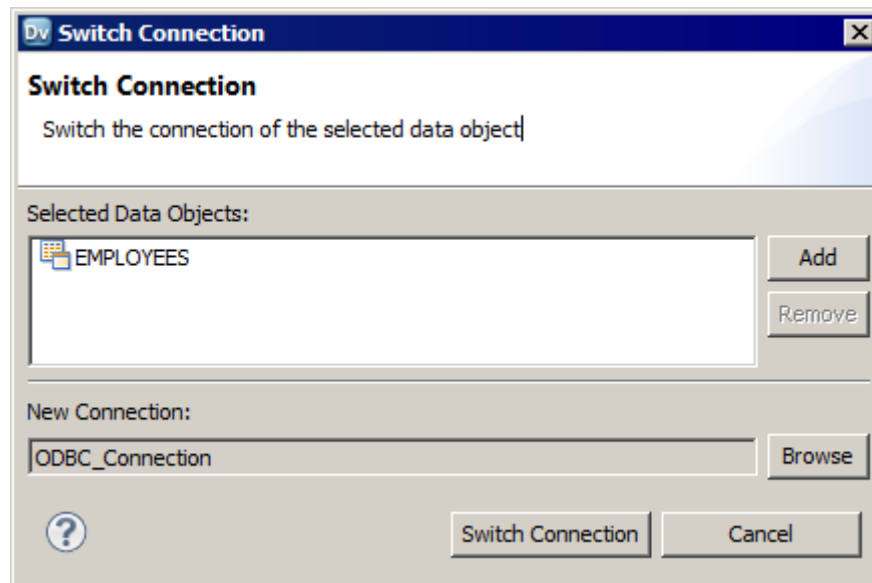 Dv Switch Connection
Switch Connection
Switch the connection of the selected data object
Selected Data Objects:
EMPLOYEES
Add
Remove
New Connection:
ODBC_Connection
Browse
?
Switch Connection
Cancel